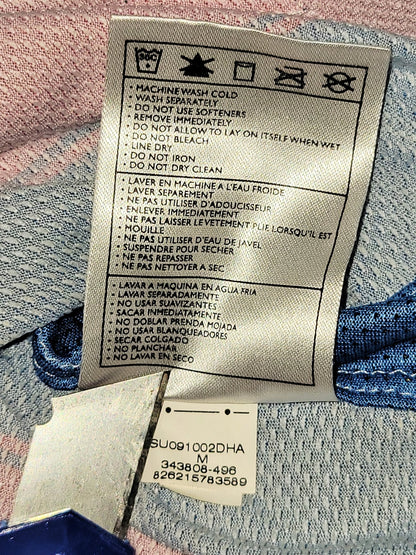 30C
• MACHINE WASH COLD
• WASH SEPARATELY
• DO NOT USE SOFTENERS
• REMOVE IMMEDIATELY
• DO NOT ALLOW TO LAY ON ITSELF WHEN WET
• DO NOT BLEACH
• LINE DRY
• DO NOT IRON
• DO NOT DRY CLEAN
• LAVER EN MACHINE A L'EAU FROIDE
• LAVER SEPAREMENT
• NE PAS UTILISER D'ADOUCISSEUR
• ENLEVER IMMEDIATEMENT
• NE PAS LAISSER LE VETEMENT PLIE LORSQU'IL EST
MOUILLE
• NE PAS UTILISER D'EAU DE JAVEL
• SUSPENDRE POUR SECHER
• NE PAS REPASSER
• NE PAS NETTOYER A SEC
• LAVAR A MAQUINA EN AGUA FRIA
• LAVAR SEPARADAMENTE
• NO USAR SUAVIZANTES
• SACAR INMEDIATAMENTE
• NO DOBLAR PRENDA MOJADA
• NO USAR BLANQUEADORES
• SECAR COLGADO
• NO PLANCHAR
• NO LAVAR EN SECO
SU091002DHA
M
343808-496
826215783589